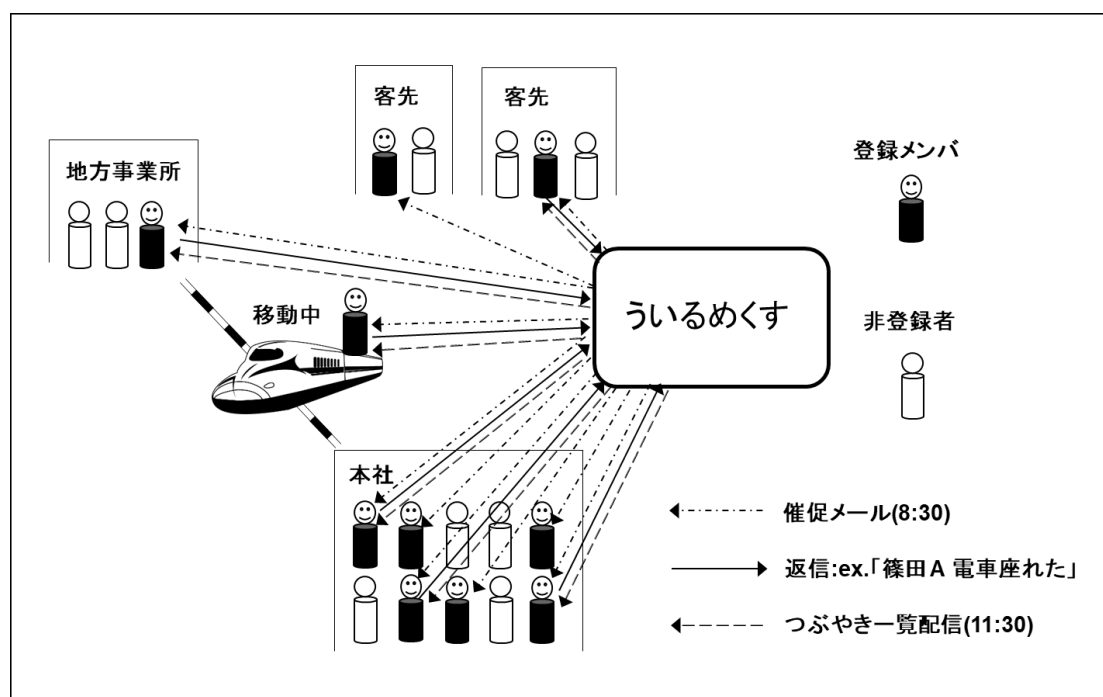 客先
客先
地方事業所
登録メンバ
移動中
ういるめくす
非登録者
本社
催促メール(8:30)
返信:ex.「篠田A 電車座れた」
つぶやき一覧配信(11:30)